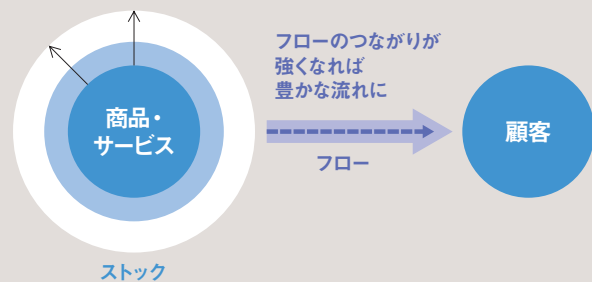 商品・
サービス
ストック
フローのつながりが
強くなれば
豊かな流れに
フロー
顧客